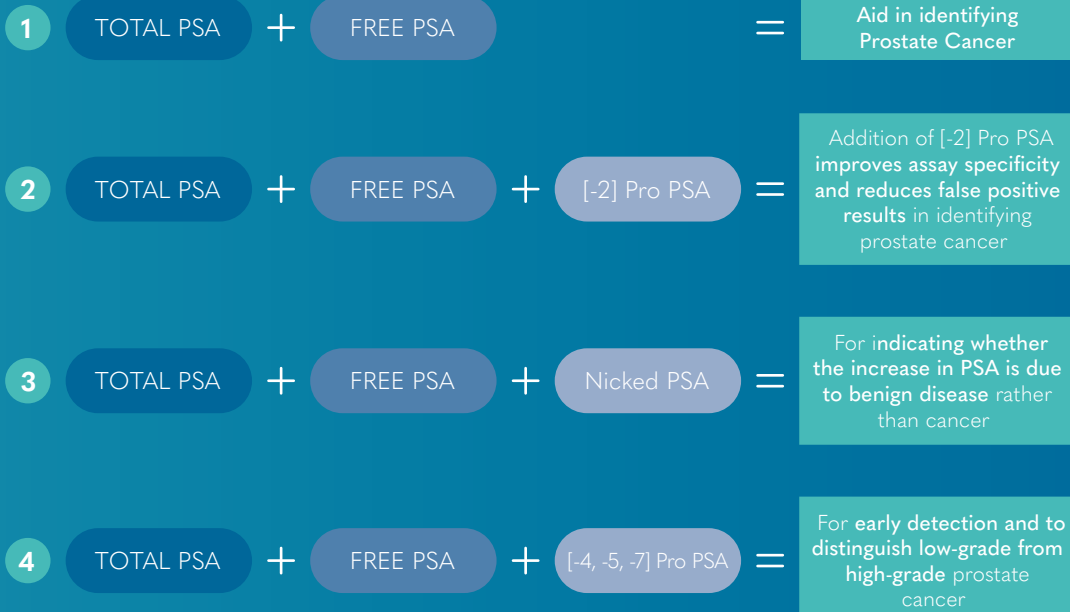 1 TOTAL PSA + FREE PSA = Aid in identifying
Prostate Cancer
Addition of [-2] Pro PSA
improves assay specificity
2 TOTAL PSA + FREE PSA + [-2] Pro PSA = and reduces false positive
results in identifying
prostate cancer
For indicating whether
the increase in PSA is due
3 TOTAL PSA + FREE PSA + Nicked PSA = to benign disease rather
than cancer
For early detection and to
distinguish low-grade from
4 TOTAL PSA + FREE PSA + [-4, -5, -7] Pro PSA = high-grade prostate
cancer